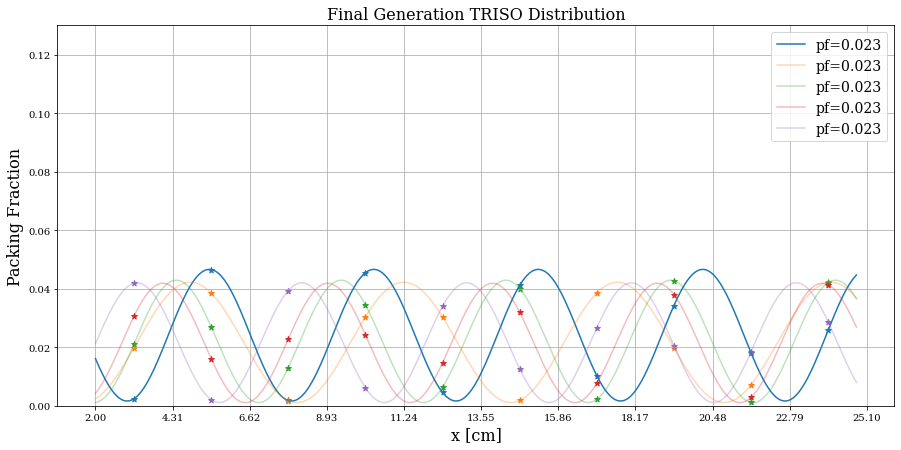 Final Generation TRISO Distribution
pf=0.023
pf=0.023
pf=0.023
pf=0.023
pf=0.023
Packing Fraction
0.12
0.10
0.08
0.06
0.04
0.02
0.00
2.00 4.31 6.62 8.93 11.24 13.55 15.86 18.17 20.48 22.79 25.10
x [cm]